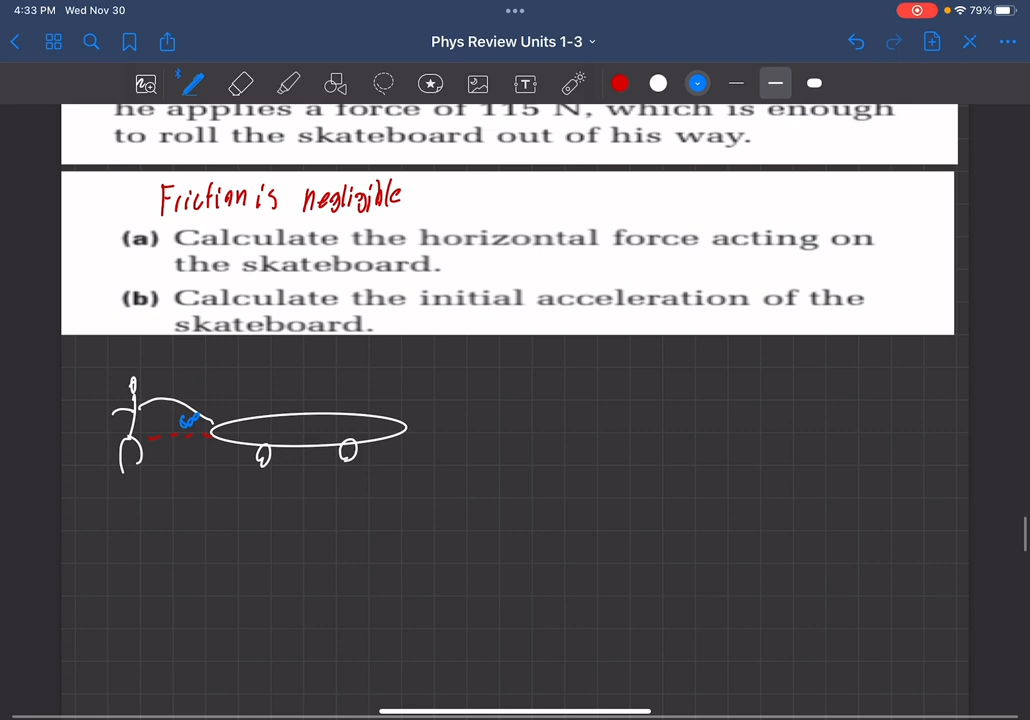 4:33 PM Wed Nov 30
79%
Phys Review Units 1-3
T
he applies a force of 115 N, which is enough
to roll the skateboard out of his way.
Friction is negligible
(a) Calculate the horizontal force acting on
the skateboard.
(b) Calculate the initial acceleration of the
skateboard.